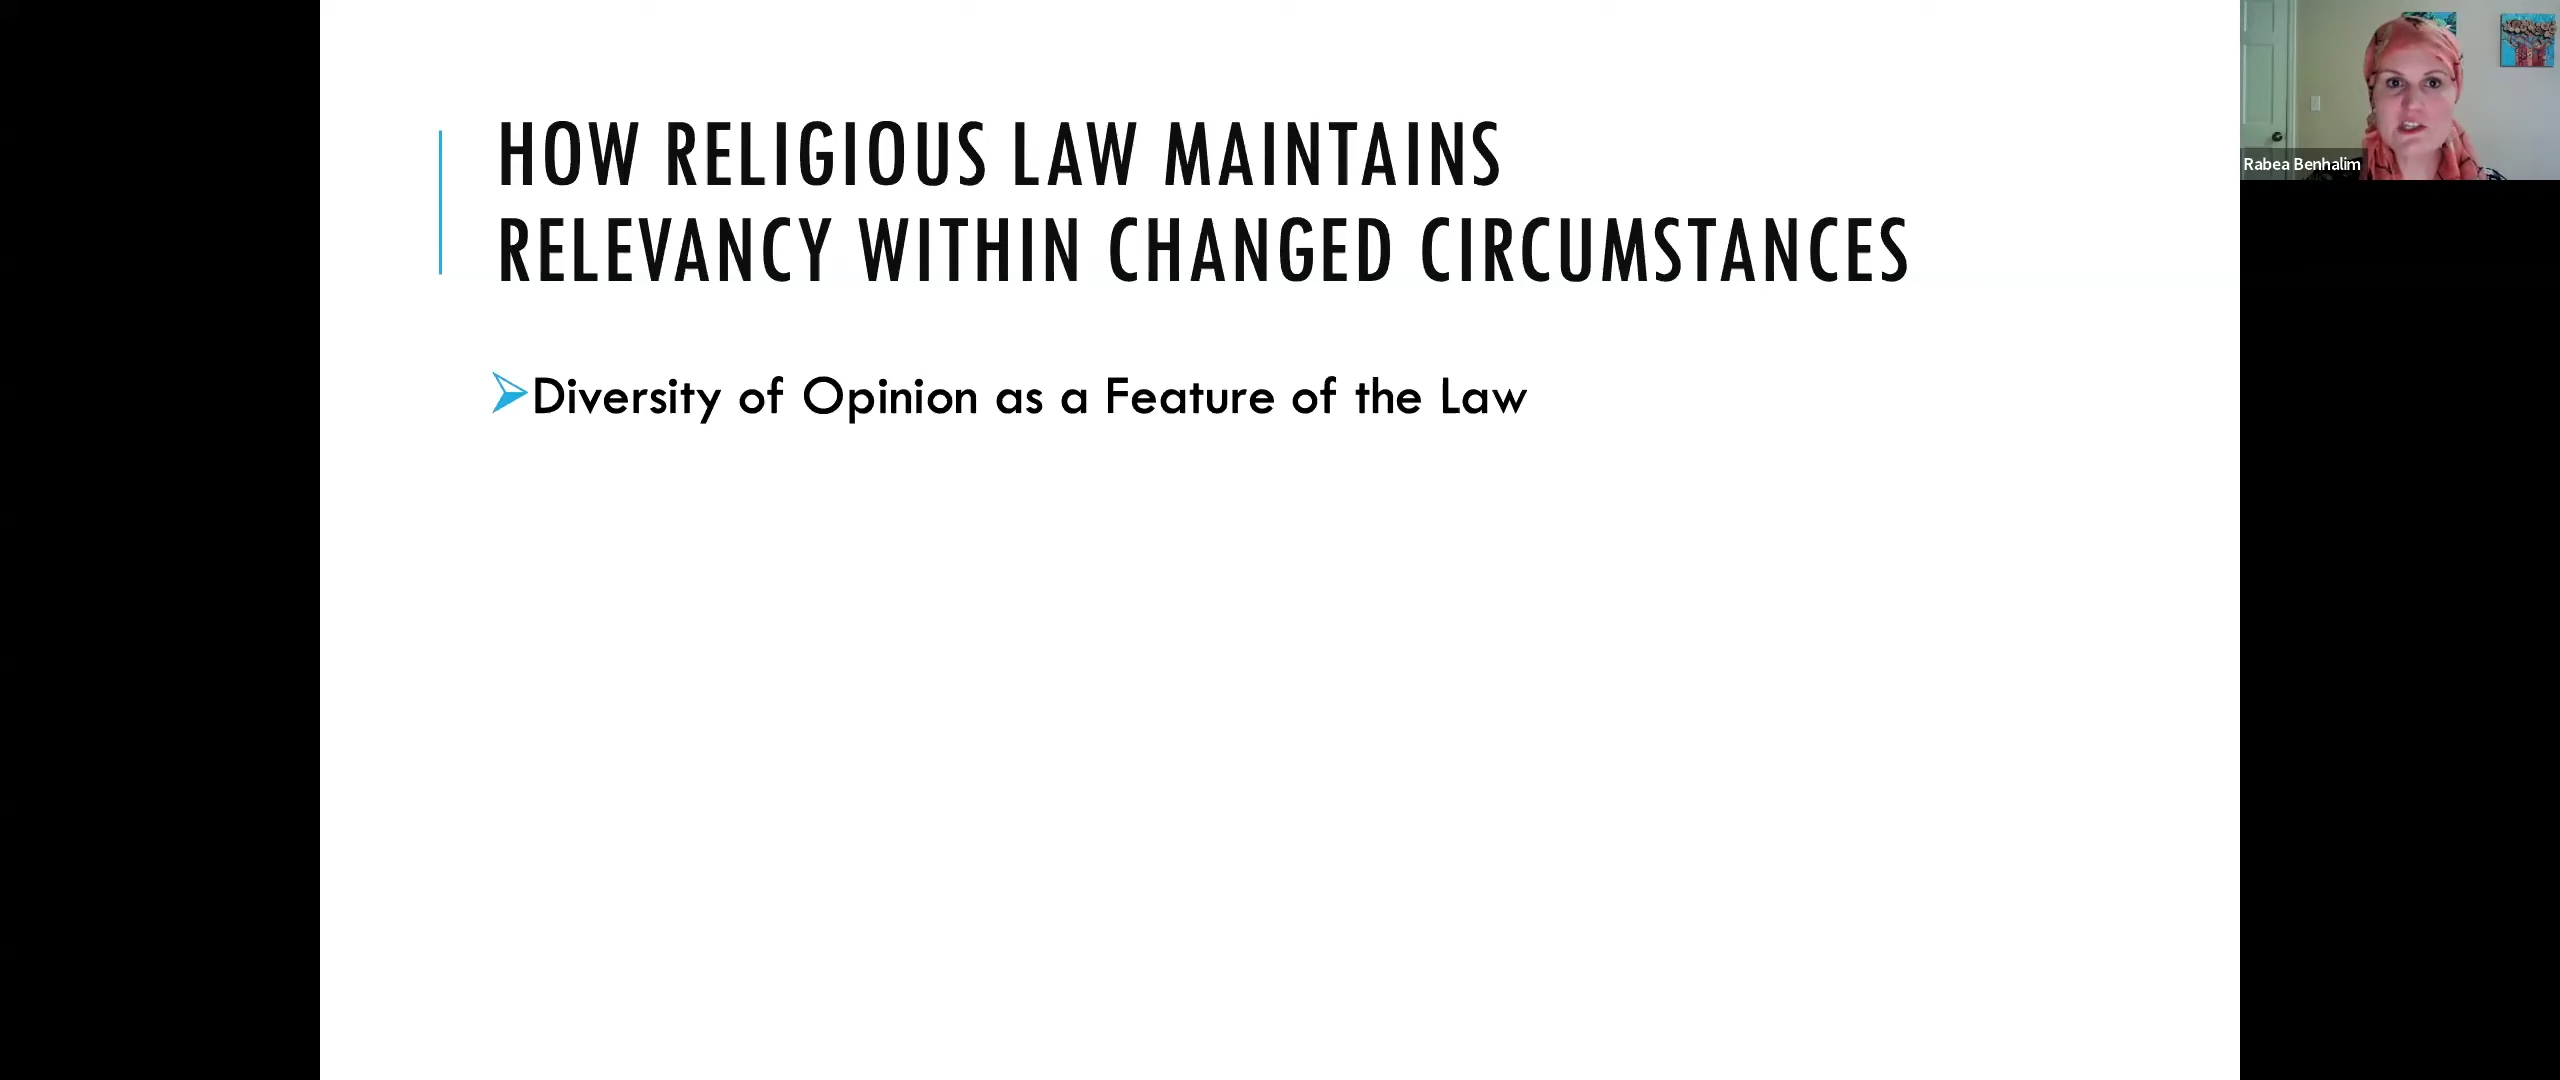 HOW RELIGIOUS LAW MAINTAINS
RELEVANCY WITHIN CHANGED CIRCUMSTANCES
Diversity of Opinion as a Feature of the Law
Rabea Benhalim